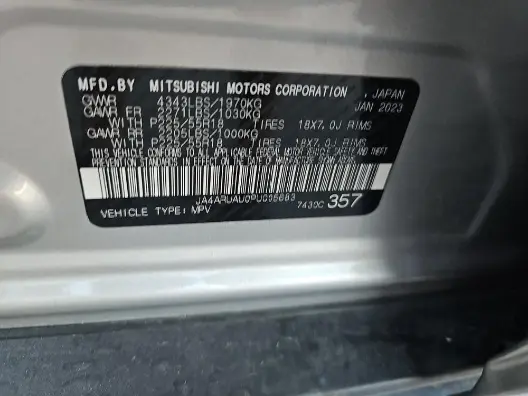 MFD.BY MITSUBISHI MOTORS CORPORATION , JAPAN
GVWR 4343LBS/1970KG JAN 2023
GAWR FR 2271LBS/1030KG
WITH P225/55R18 TIRES 18X7.0J RIMS
GAWR RR 2205LBS/1000KG
WITH P225/55R18 TIRES 18X7.0J RIMS
THIS VEHICLE CONFORMS TO ALL APPLICABLE FEDERAL MOTOR VEHICLE SAFETY AND
THEFT PREVENTION STANDARDS IN EFFECT ON THE DATE OF MANUFACTURE SHOWN ABOVE.
VEHICLE TYPE: MPV 7430C 357